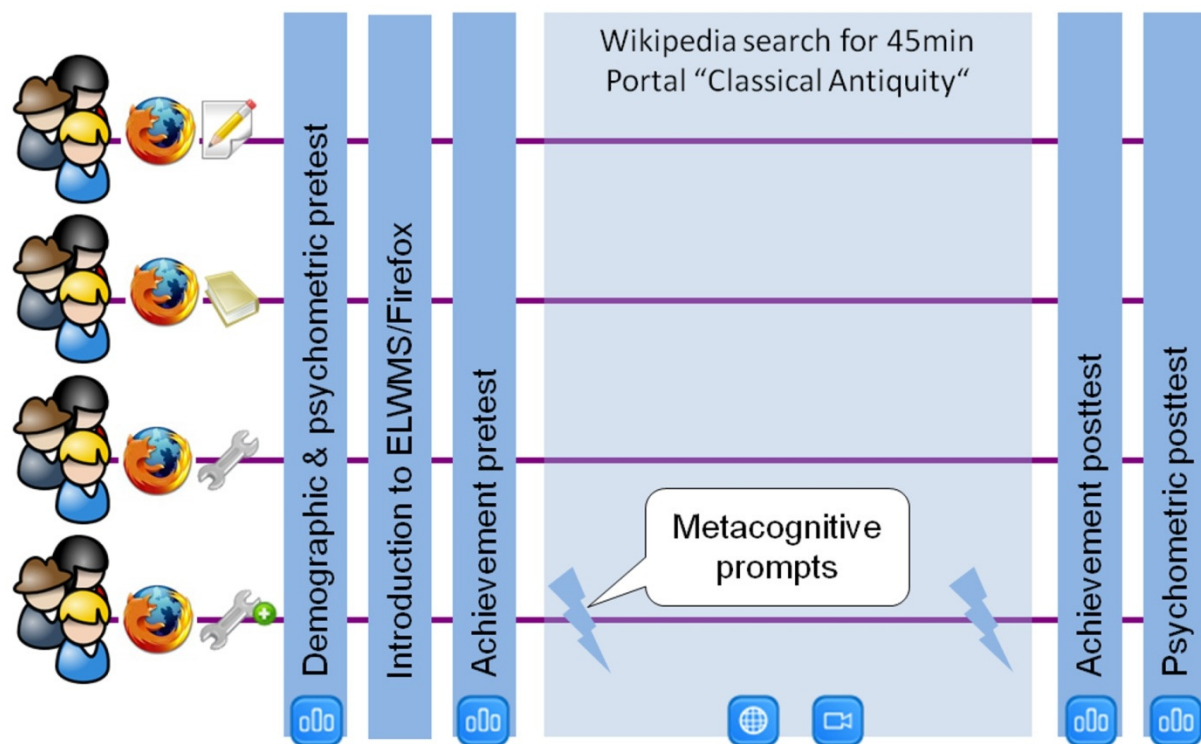 Demographic & psychometric pretest
Introduction to ELWMS/Firefox
Achievement pretest
Wikipedia search for 45min
Portal “Classical Antiquity“
Metacognitive
prompts
Achievement posttest
Psychometric posttest